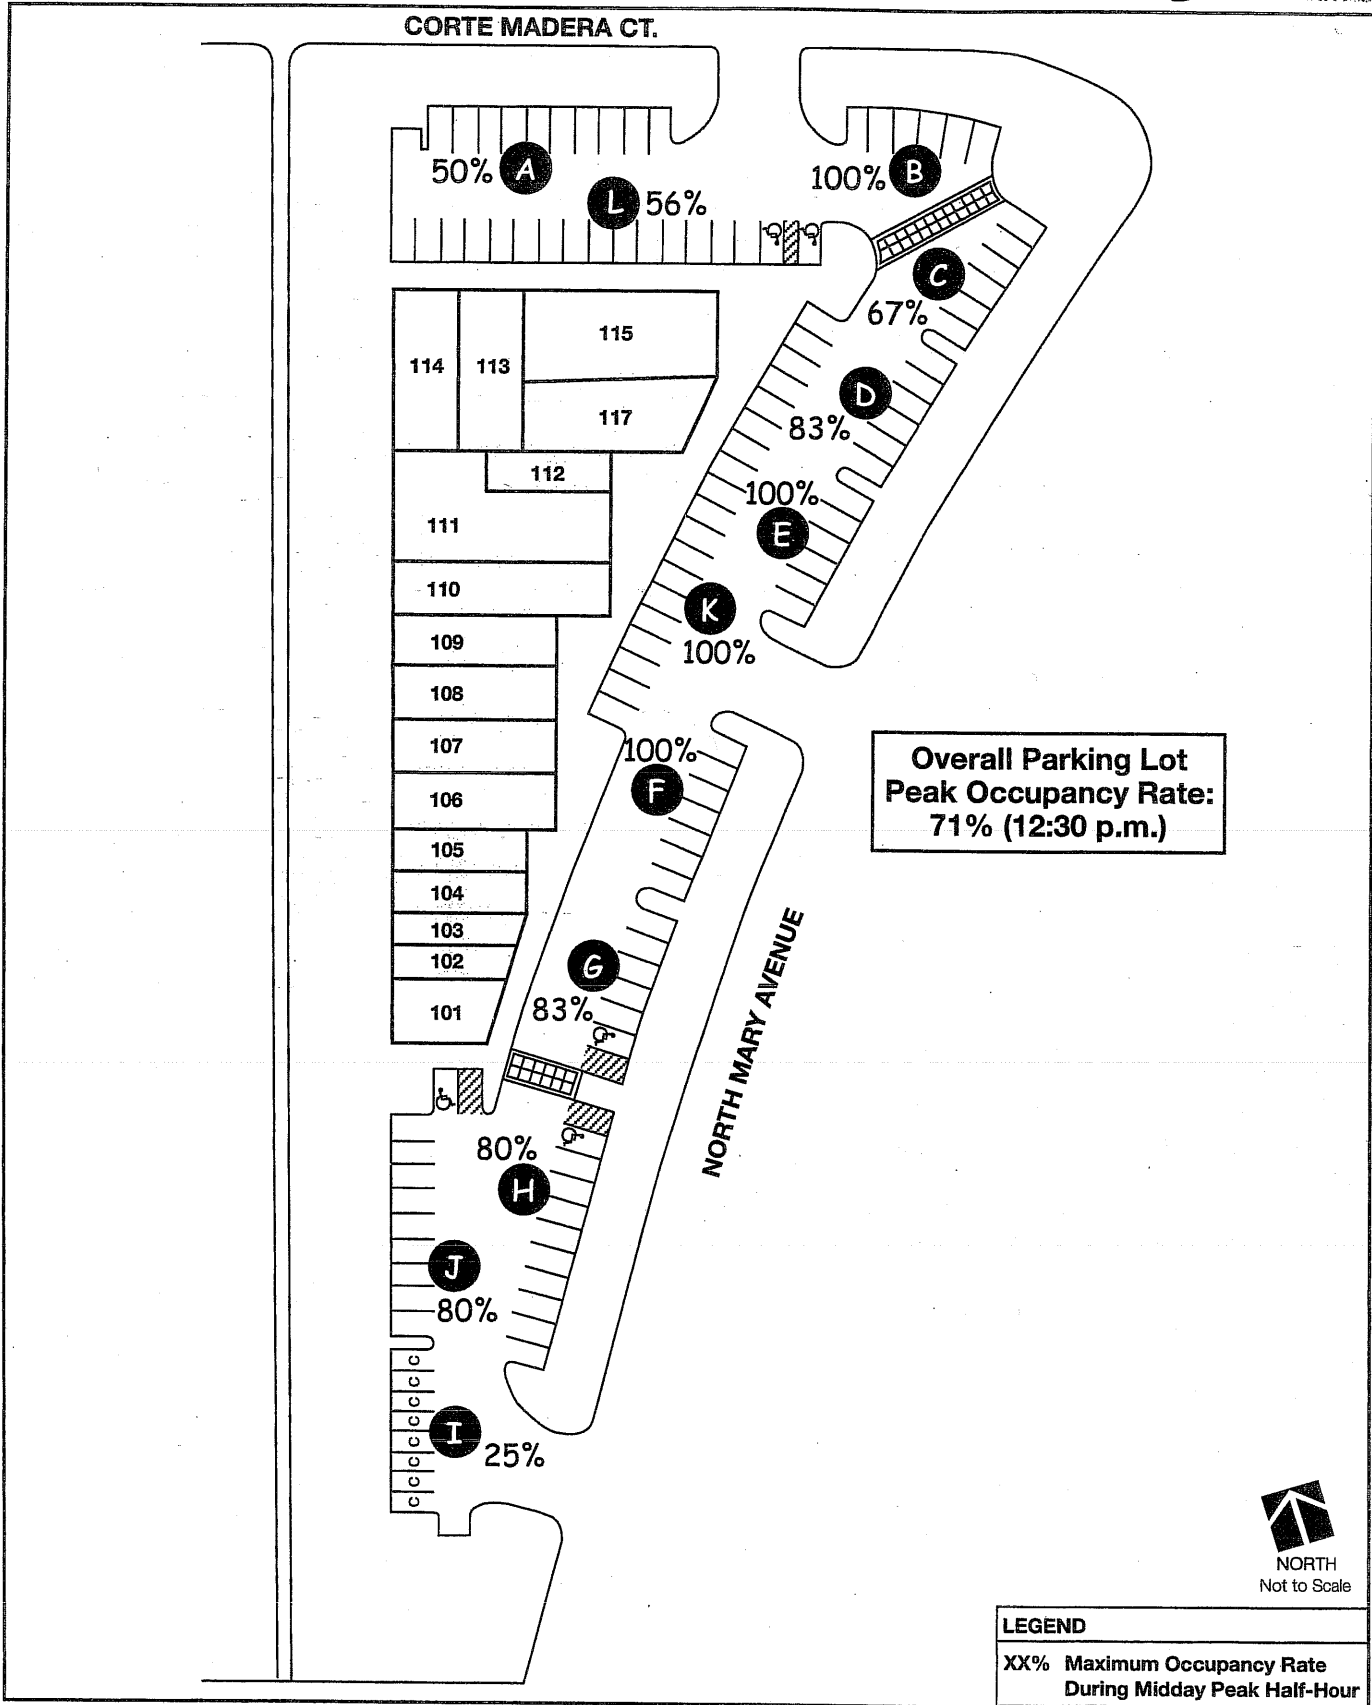 CORTE MADERA CT.
50% A
L 56%
100% B
C
67%
D
83%
100%
E
K
100%
115
114 113
117
112
111
110
109
108
107
106
105
104
103
102
101
100%
F
G
83%
Overall Parking Lot
Peak Occupancy Rate:
71% (12:30 p.m.)
NORTH MARY AVENUE
80%
H
J
80%
C
C
C
C
C
C
C
C
I
25%
NORTH
Not to Scale
LEGEND
XX% Maximum Occupancy Rate
During Midday Peak Half-Hour